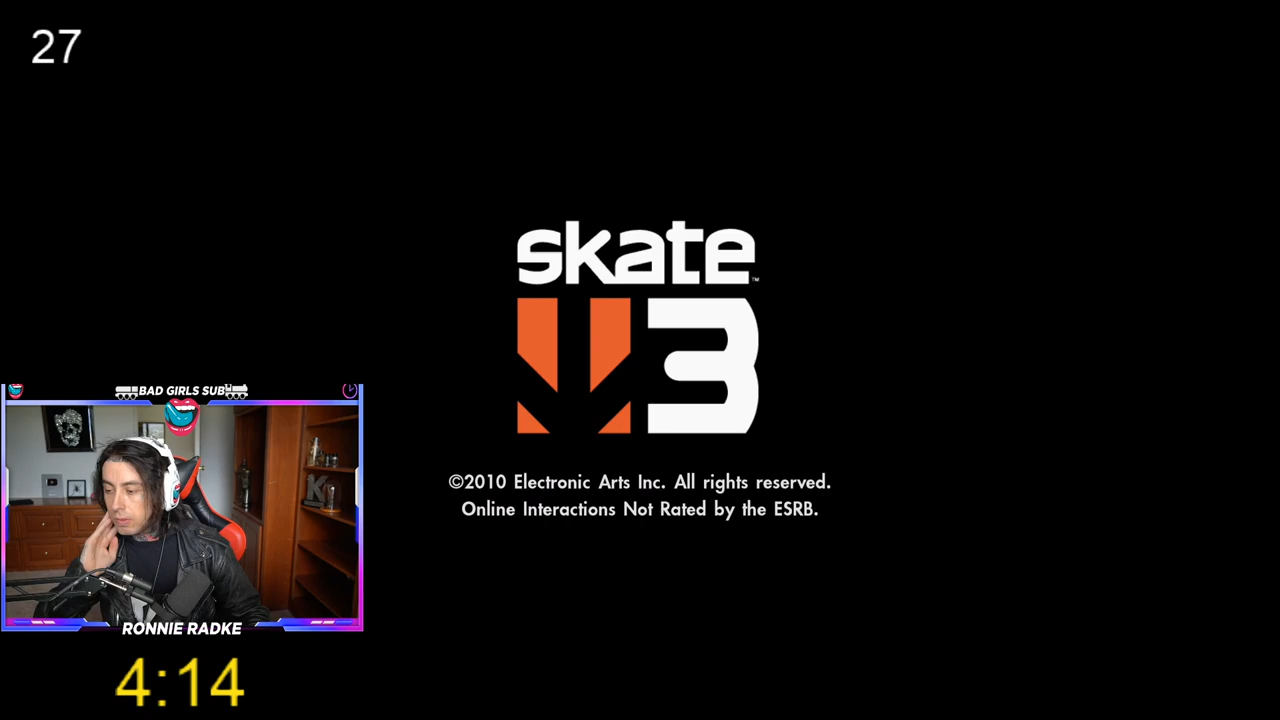 27
skate
™
3
©2010 Electronic Arts Inc. All rights reserved.
Online Interactions Not Rated by the ESRB.
BAD GIRLS SUB
K
RONNIE RADKE
4:14